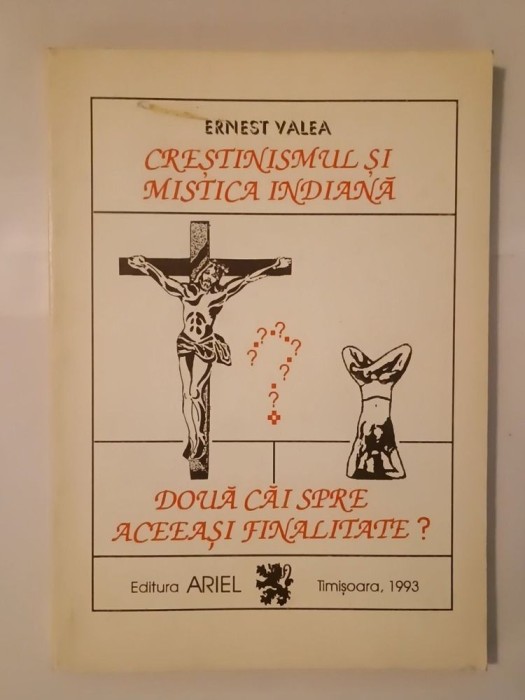 ERNEST VALEA
CREȘTINISMUL ȘI
MISTICA INDIANĂ
? ? ? ? ? ? ?
DOUĂ CĂI SPRE
ACEEAȘI FINALITATE ?
Editura ARIEL Timișoara, 1993